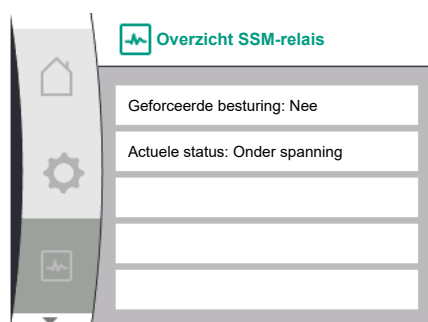 Overzicht SSM-relais
Geforceerde besturing: Nee
Actuele status: Onder spanning